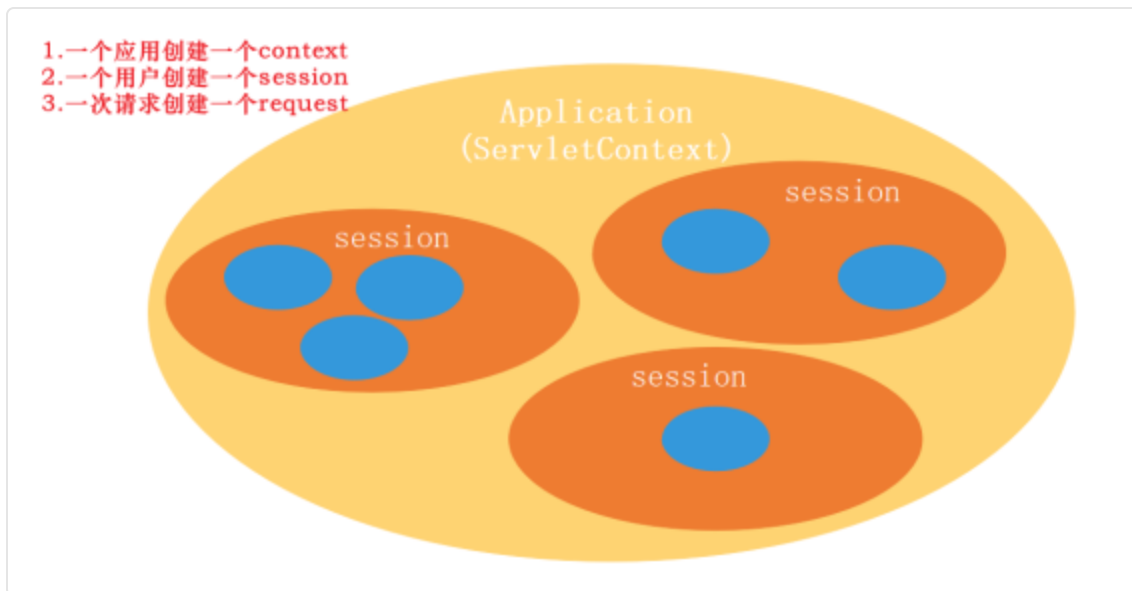 1.一个应用创建一个context
2.一个用户创建一个session
3.一次请求创建一个request
Application
(ServletContext)
session
session
session